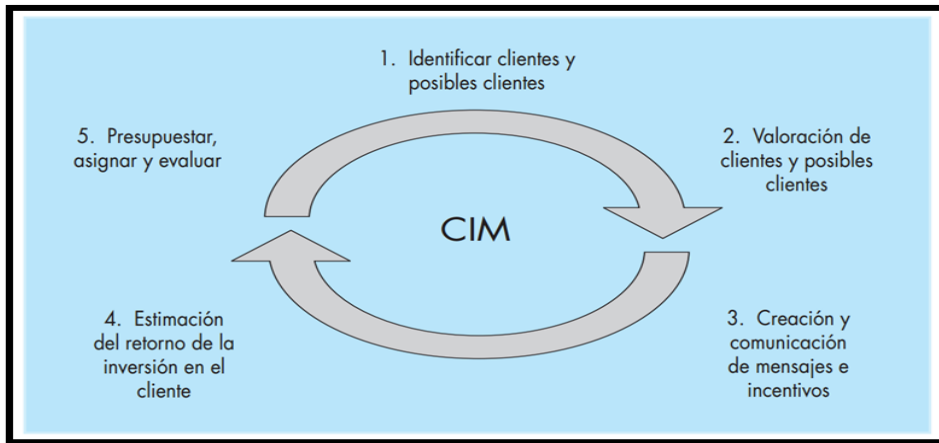 1. Identificar clientes y
posibles clientes
2. Valoración de
clientes y posibles
clientes
3. Creación y
comunicación
de mensajes e
incentivos
4. Estimación
del retorno de la
inversión en el
cliente
5. Presupuestar,
asignar y evaluar
CIM